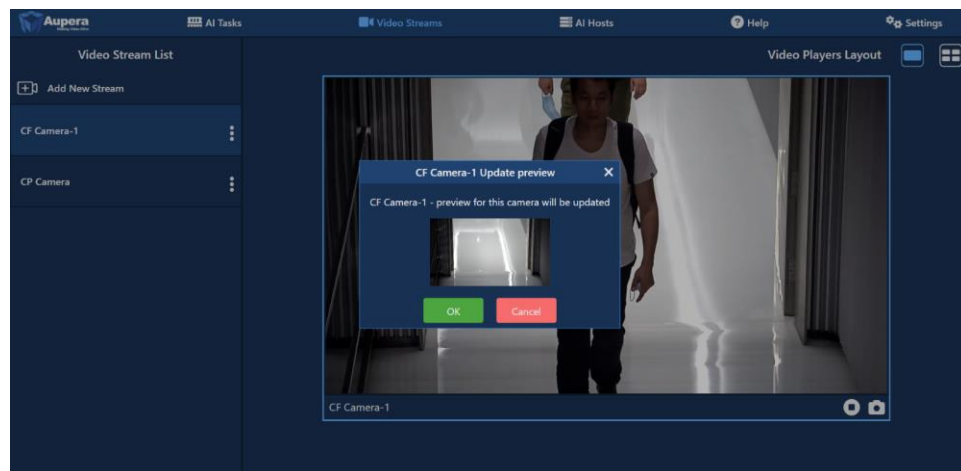 Aupera
AI Tasks
Video Streams
AI Hosts
Help
Settings
Video Stream List
Video Players Layout
Add New Stream
CF Camera-1
CP Camera
CF Camera-1 Update preview
CF Camera-1 - preview for this camera will be updated
OK
Cancel
CF Camera-1